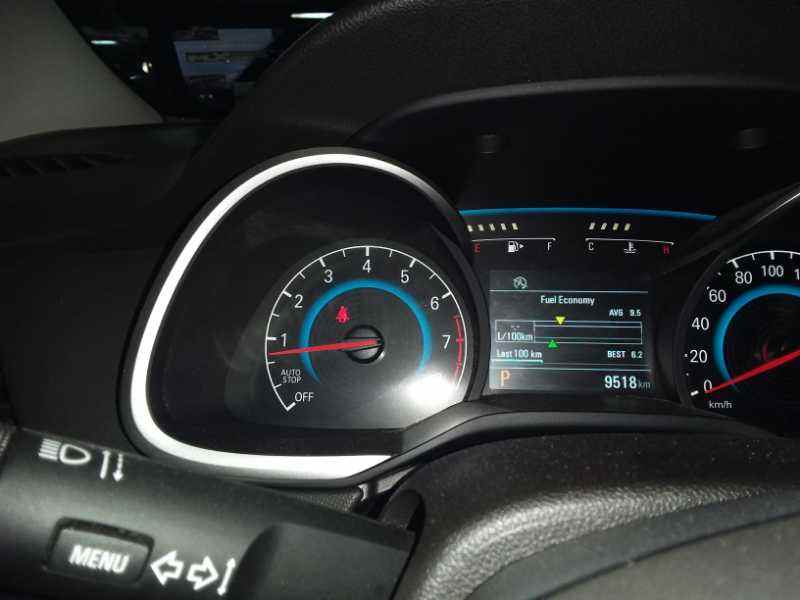 1
2
3
4
5
6
7
AUTO
STOP
OFF
E F
C H
Fuel Economy
AVG 9.5
L/100km
Last 100 km
BEST 6.2
P 9518 km
0
20
40
60
80
100
km/h
MENU